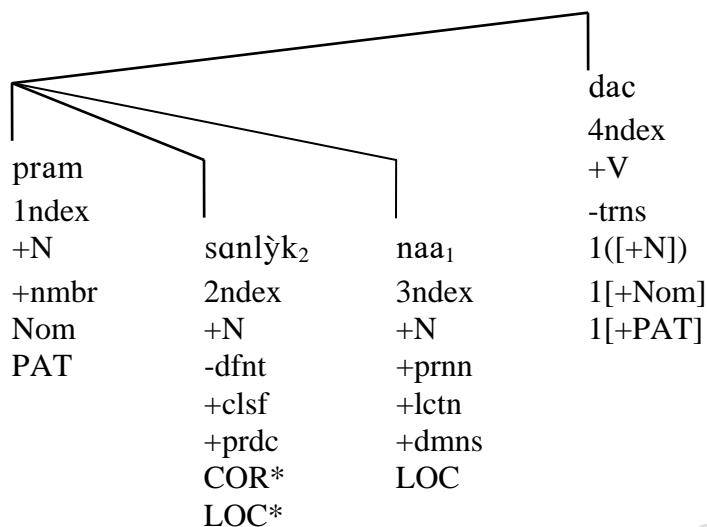 pram
1ndex
+N
+nmbr
Nom
PAT
sɑnlỳk₂
2ndex
+N
-dfnt
+clsf
+prdc
COR*
LOC*
naa₁
3ndex
+N
+prnn
+lctn
+dmns
LOC
dac
4ndex
+V
-trns
1([+N])
1[+Nom]
1[+PAT]